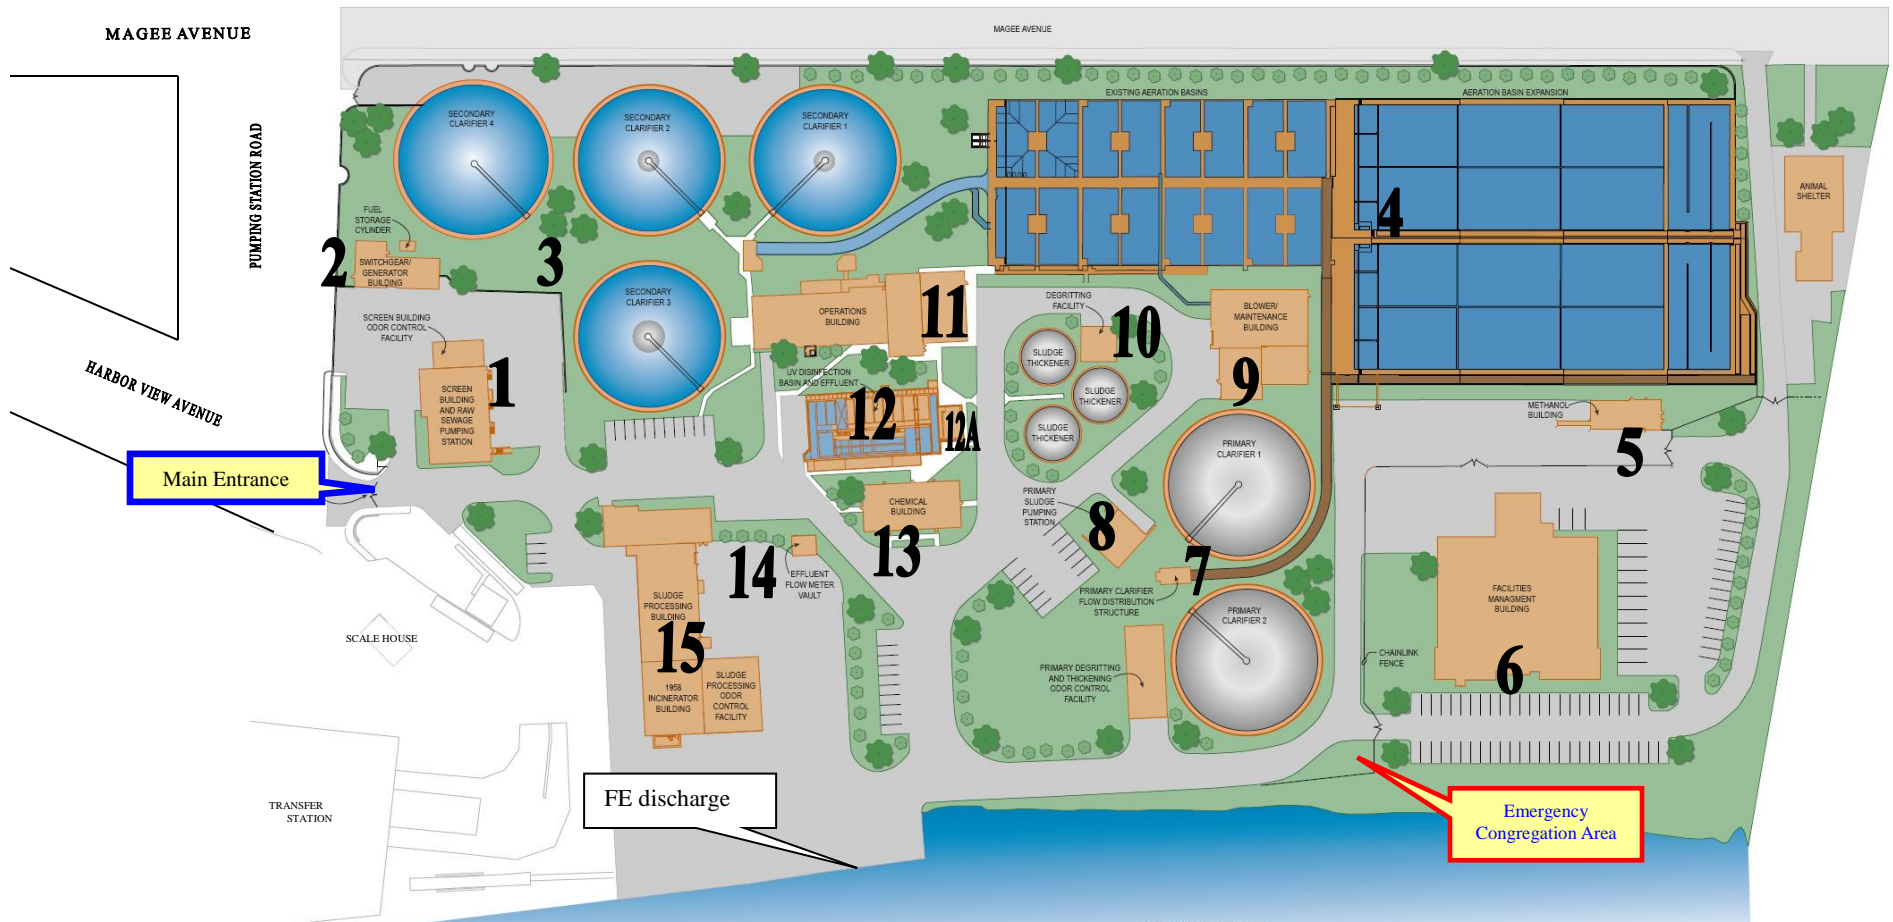 MAGEE AVENUE
MAGEE AVENUE
PUMPING STATION ROAD
HARBOR VIEW AVENUE
SECONDARY
CLARIFIER 4
SECONDARY
CLARIFIER 2
SECONDARY
CLARIFIER 1
EXISTING AERATION BASINS
AERATION BASIN EXPANSION
4
ANIMAL
SHELTER
FUEL
STORAGE
CYLINDER
2
SWITCHGEAR/
GENERATOR
BUILDING
3
SECONDARY
CLARIFIER 3
OPERATIONS
BUILDING
11
DEGRITTING
FACILITY
10
BLOWER/
MAINTENANCE
BUILDING
9
SCREEN BUILDING
ODOR CONTROL
FACILITY
SCREEN
BUILDING
AND RAW
SEWAGE
PUMPING
STATION
1
SLUDGE
THICKENER
SLUDGE
THICKENER
SLUDGE
THICKENER
UV DISINFECTION
BASIN AND EFFLUENT
12
12A
METHANOL
BUILDING
5
Main Entrance
CHEMICAL
BUILDING
13
PRIMARY
SLUDGE
PUMPING
STATION
8
PRIMARY
CLARIFIER 1
7
14
EFFLUENT
FLOW METER
VAULT
PRIMARY CLARIFIER
FLOW DISTRIBUTION
STRUCTURE
PRIMARY
CLARIFIER 2
FACILITIES
MANAGMENT
BUILDING
6
SLUDGE
PROCESSING
BUILDING
15
SCALE HOUSE
CHAINLINK
FENCE
PRIMARY DEGRITTING
AND THICKENING
ODOR CONTROL
FACILITY
1958
INCINERATOR
BUILDING
SLUDGE
PROCESSING
ODOR
CONTROL
FACILITY
TRANSFER
STATION
FE discharge
Emergency
Congregation Area